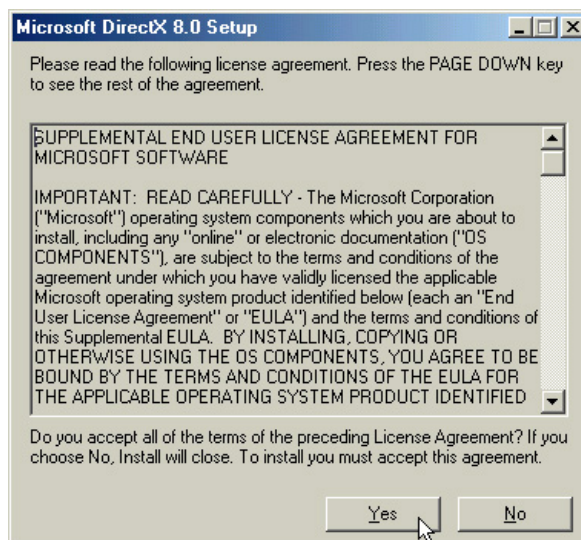 Microsoft DirectX 8.0 Setup
Please read the following license agreement. Press the PAGE DOWN key
to see the rest of the agreement.
SUPPLEMENTAL END USER LICENSE AGREEMENT FOR
MICROSOFT SOFTWARE
IMPORTANT:  READ CAREFULLY - The Microsoft Corporation
("Microsoft") operating system components which you are about to
install, including any "online" or electronic documentation ("OS
COMPONENTS"), are subject to the terms and conditions of the
agreement under which you have validly licensed the applicable
Microsoft operating system product identified below (each an "End
User License Agreement" or "EULA") and the terms and conditions of
this Supplemental EULA.  BY INSTALLING, COPYING OR
OTHERWISE USING THE OS COMPONENTS, YOU AGREE TO BE
BOUND BY THE TERMS AND CONDITIONS OF THE EULA FOR
THE APPLICABLE OPERATING SYSTEM PRODUCT IDENTIFIED
Do you accept all of the terms of the preceding License Agreement? If you
choose No, Install will close. To install you must accept this agreement.
Yes No